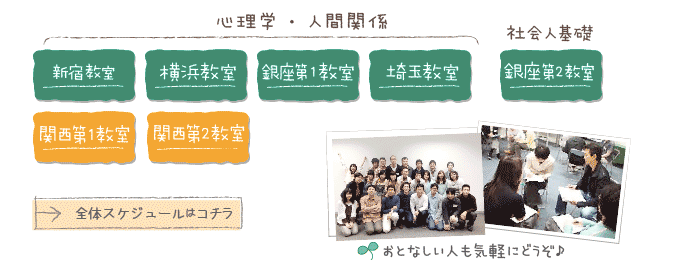 心理学・人間関係
社会人基礎
新宿教室
横浜教室
銀座第1教室
埼玉教室
銀座第2教室
関西第1教室
関西第2教室
全体スケジュールはコチラ
おとなしい人も気軽にどうぞ♪